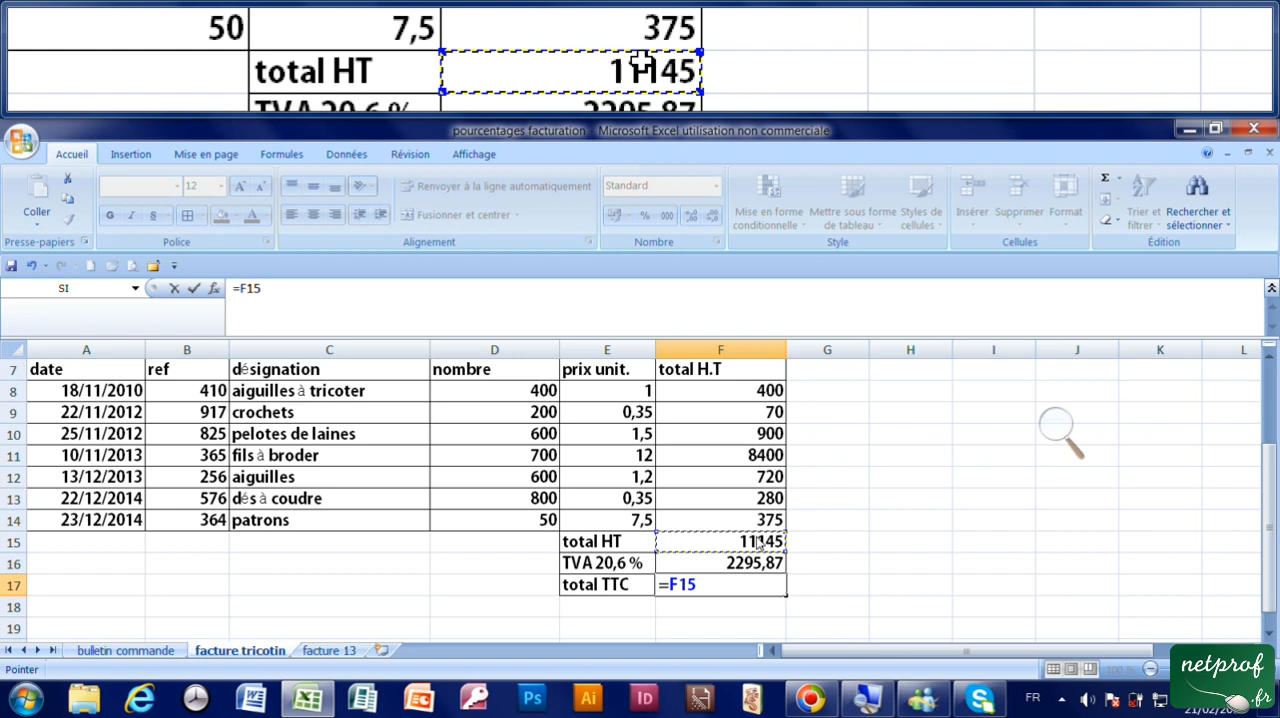 50 7,5 375
total HT 11145
TVA 20,6 % 2295,87
pourcentages facturation - Microsoft Excel utilisation non commerciale
Accueil Insertion Mise en page Formules Données Révision Affichage
Coller
12
G I S
Renvoyer à la ligne automatiquement
Fusionner et centrer
Standard
% 000
Mise en forme conditionnelle
Mettre sous forme de tableau
Styles de cellules
Insérer Supprimer Format
Trier et filtrer
Rechercher et sélectionner
Presse-papiers Police Alignement Nombre Style Cellules Édition
SI =F15
A B C D E F G H I J K L
7 date ref désignation nombre prix unit. total H.T
8 18/11/2010 410 aiguilles à tricoter 400 1 400
9 22/11/2012 917 crochets 200 0,35 70
10 25/11/2012 825 pelotes de laines 600 1,5 900
11 10/11/2013 365 fils à broder 700 12 8400
12 13/12/2013 256 aiguilles 600 1,2 720
13 22/12/2014 576 dés à coudre 800 0,35 280
14 23/12/2014 364 patrons 50 7,5 375
15 total HT 11145
16 TVA 20,6 % 2295,87
17 total TTC =F15
18
19
bulletin commande facture tricotin facture 13
Pointer 100 %
FR
netprof.fr